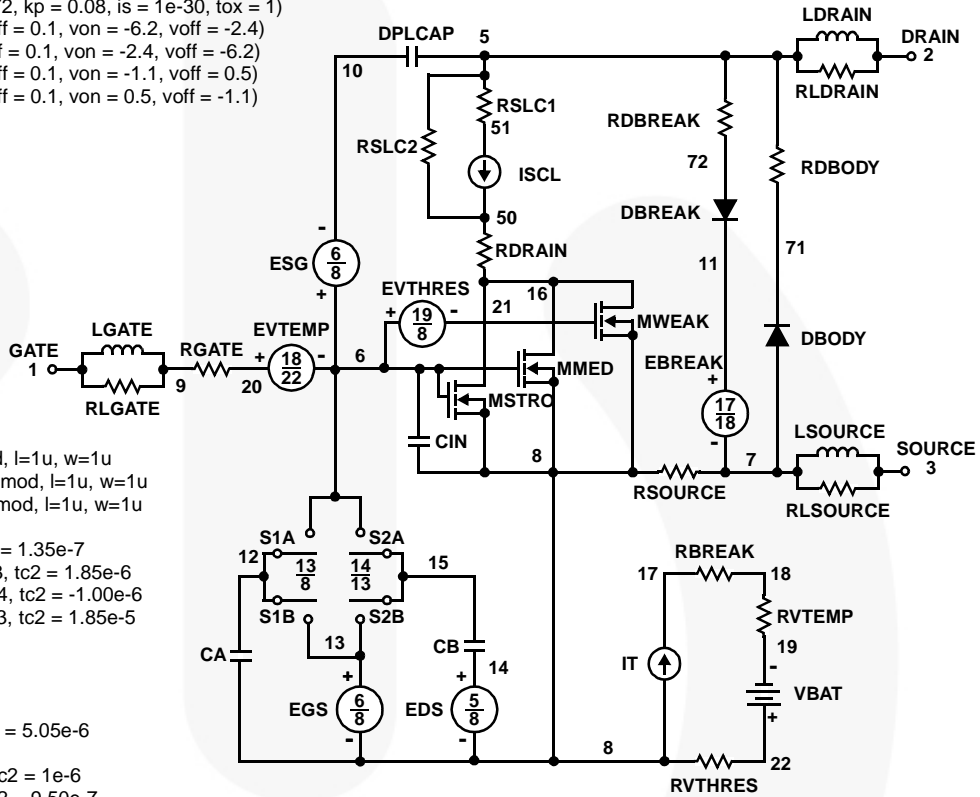 2, kp = 0.08, is = 1e-30, tox = 1)
ff = 0.1, von = -6.2, voff = -2.4)
f = 0.1, von = -2.4, voff = -6.2)
ff = 0.1, von = -1.1, voff = 0.5)
ff = 0.1, von = 0.5, voff = -1.1)
LDRAIN
DPLCAP
5
DRAIN
2
10
RLDRAIN
RSLC1
51
RDBREAK
RSLC2
72
RDBODY
ISCL
DBREAK
50
RDRAIN
71
ESG
6
8
11
EVTHRES
16
21
19
8
MWEAK
LGATE
EVTEMP
DBODY
GATE
1
RGATE
18
22
6
EBREAK
MMED
9
20
MSTRO
RLGATE
17
18
CIN
LSOURCE
8
7
SOURCE
3
RSOURCE
RLSOURCE
, l=1u, w=1u
mod, l=1u, w=1u
mod, l=1u, w=1u
= 1.35e-7
, tc2 = 1.85e-6
4, tc2 = -1.00e-6
3, tc2 = 1.85e-5
S1A
S2A
12
13
8
14
13
15
S1B
S2B
RBREAK
17
18
RVTEMP
13
CA
CB
19
14
IT
VBAT
EGS
6
8
EDS
5
8
8
22
RVTHRES
= 5.05e-6
c2 = 1e-6